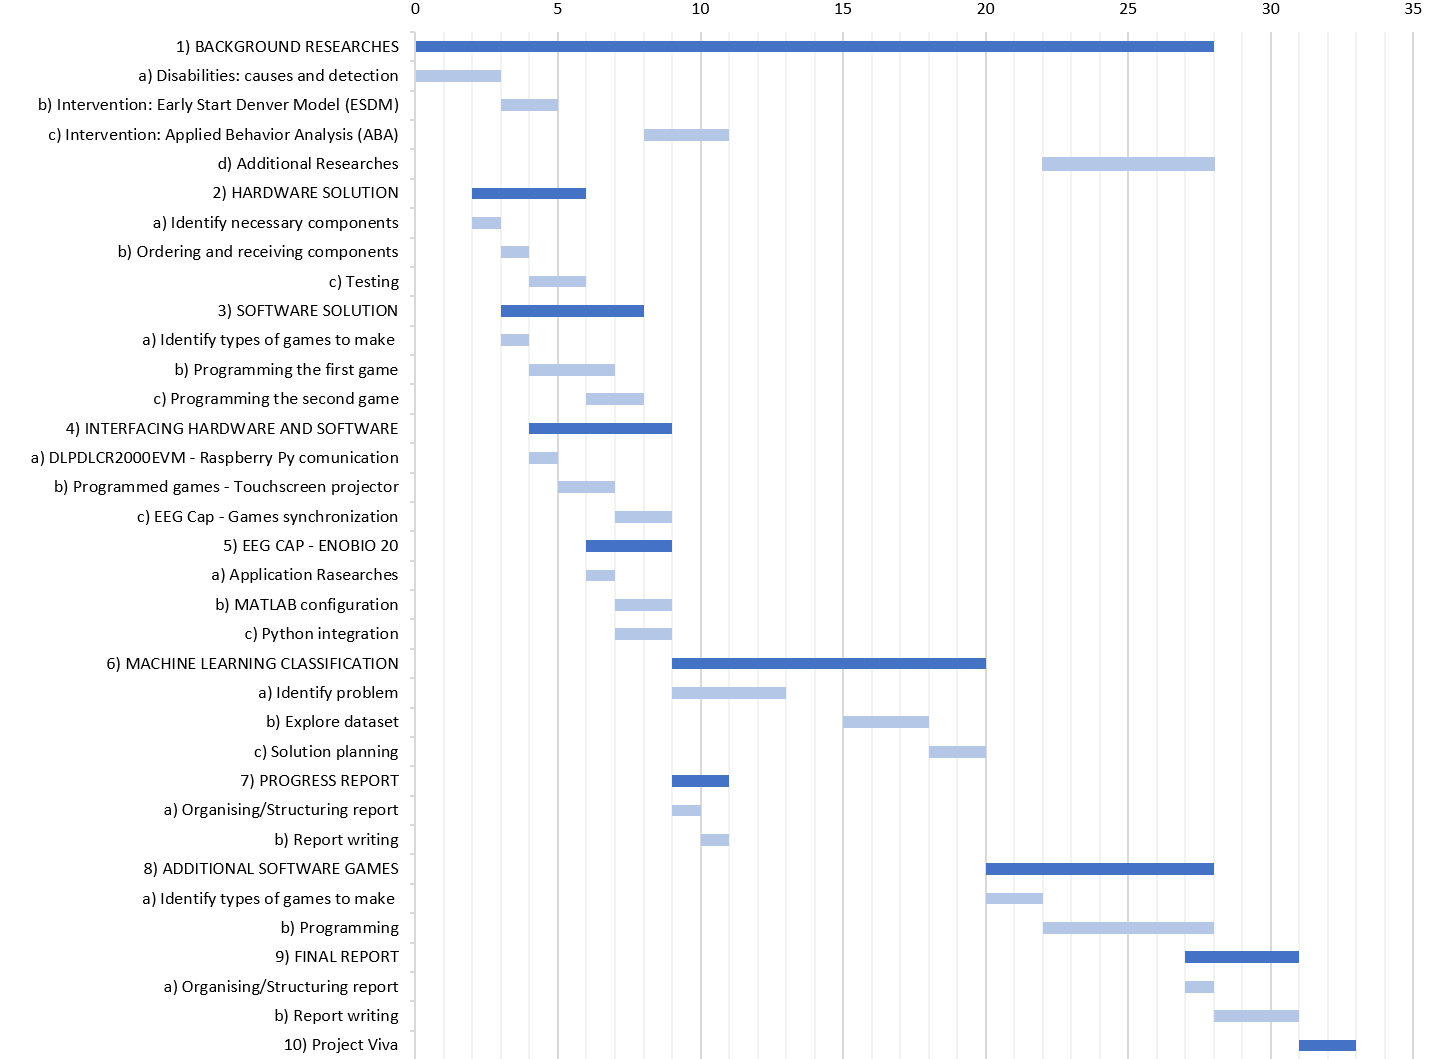 0 5 10 15 20 25 30 35
1) BACKGROUND RESEARCHES
a) Disabilities: causes and detection
b) Intervention: Early Start Denver Model (ESDM)
c) Intervention: Applied Behavior Analysis (ABA)
d) Additional Researches
2) HARDWARE SOLUTION
a) Identify necessary components
b) Ordering and receiving components
c) Testing
3) SOFTWARE SOLUTION
a) Identify types of games to make
b) Programming the first game
c) Programming the second game
4) INTERFACING HARDWARE AND SOFTWARE
a) DLPDLCR2000EVM - Raspberry Py comunication
b) Programmed games - Touchscreen projector
c) EEG Cap - Games synchronization
5) EEG CAP - ENOBIO 20
a) Application Rasearches
b) MATLAB configuration
c) Python integration
6) MACHINE LEARNING CLASSIFICATION
a) Identify problem
b) Explore dataset
c) Solution planning
7) PROGRESS REPORT
a) Organising/Structuring report
b) Report writing
8) ADDITIONAL SOFTWARE GAMES
a) Identify types of games to make
b) Programming
9) FINAL REPORT
a) Organising/Structuring report
b) Report writing
10) Project Viva